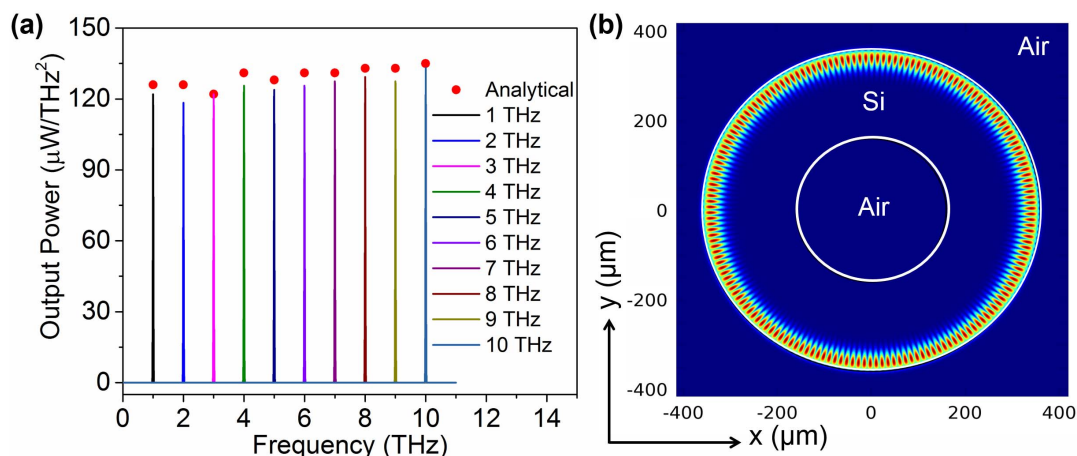 (a)
150
120
90
60
30
0
Output Power (μW/THz²)
0 2 4 6 8 10 12 14
Frequency (THz)
Analytical
1 THz
2 THz
3 THz
4 THz
5 THz
6 THz
7 THz
8 THz
9 THz
10 THz
(b)
400
200
0
-200
-400
y (μm)
Air
Si
Air
-400 -200 0 200 400
x (μm)